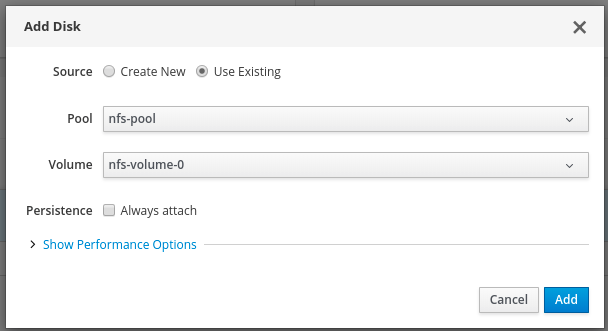 Add Disk
Source Create New Use Existing
Pool nfs-pool
Volume nfs-volume-0
Persistence Always attach
Show Performance Options
Cancel Add